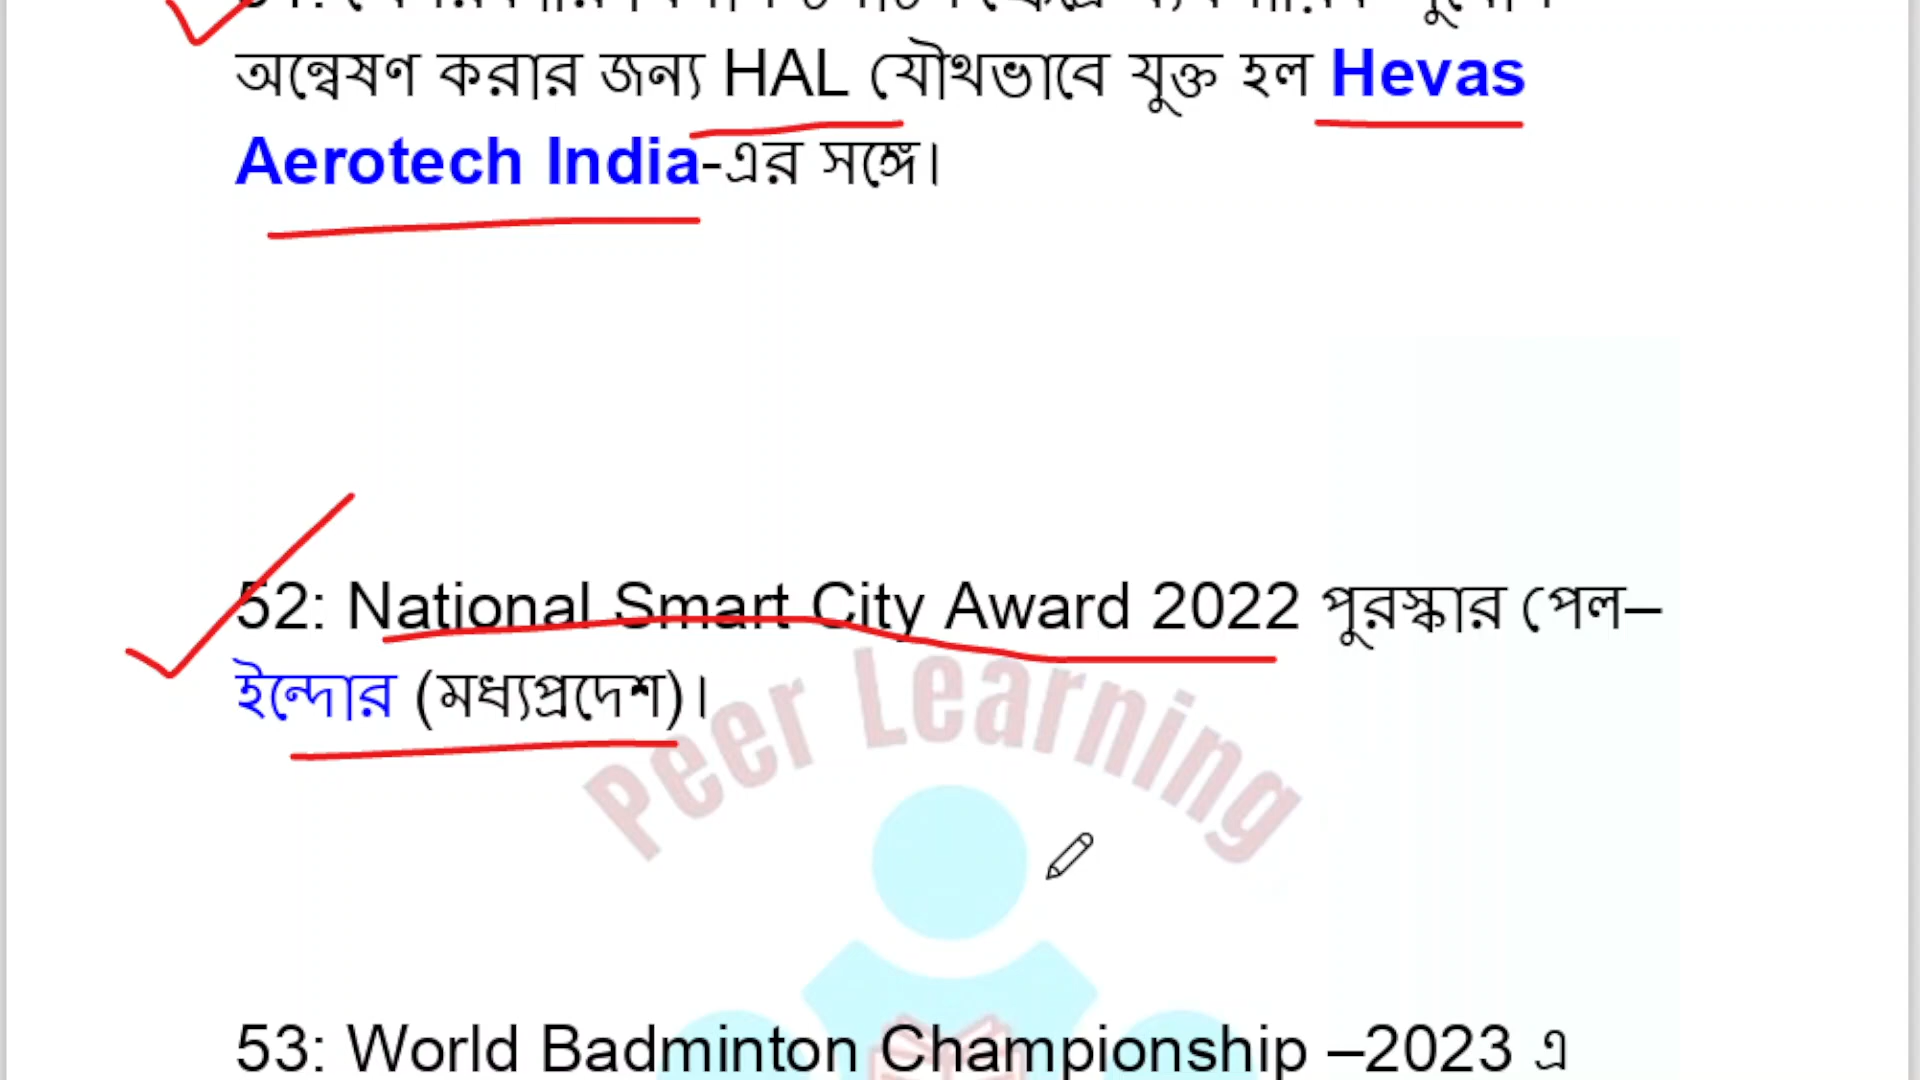 অন্বেষণ করার জন্য HAL যৌথভাবে যুক্ত হল Hevas
Aerotech India-এর সঙ্গে।
52: National Smart City Award 2022 পুরস্কার পেল–
ইন্দোর (মধ্যপ্রদেশ)।
Peer Learning
53: World Badminton Championship –2023 এ